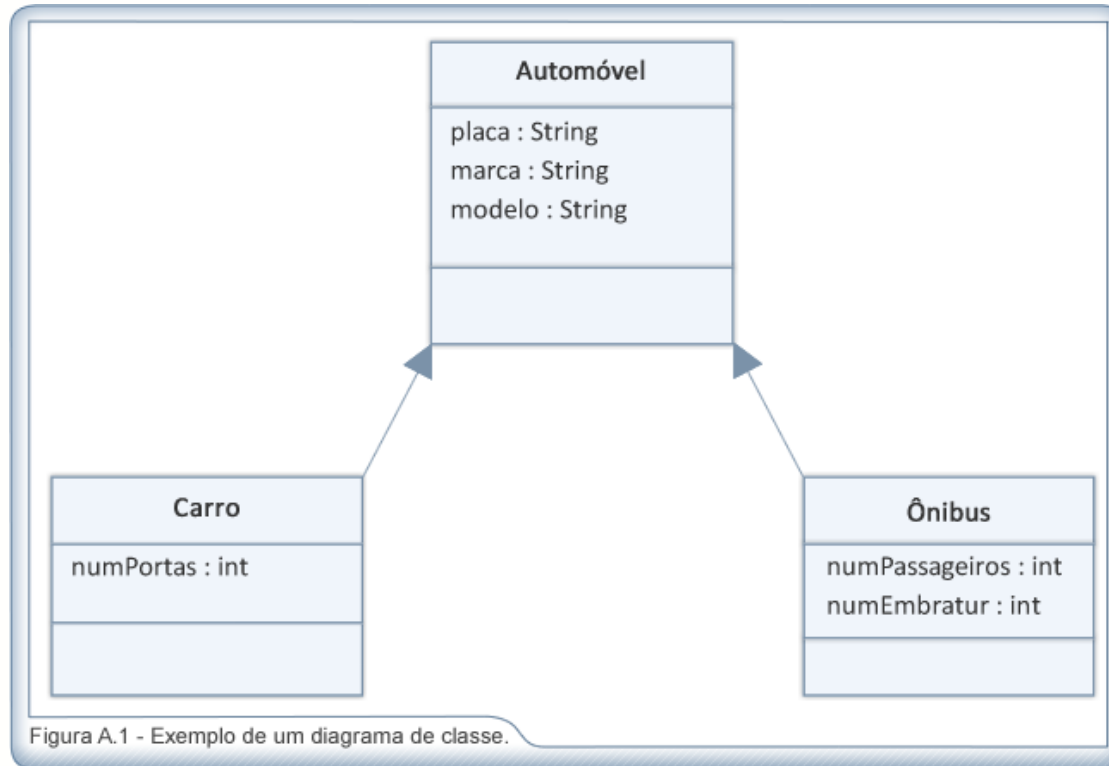 Automóvel
placa : String
marca : String
modelo : String
Carro
numPortas : int
Ônibus
numPassageiros : int
numEmbratur : int
Figura A.1 - Exemplo de um diagrama de classe.